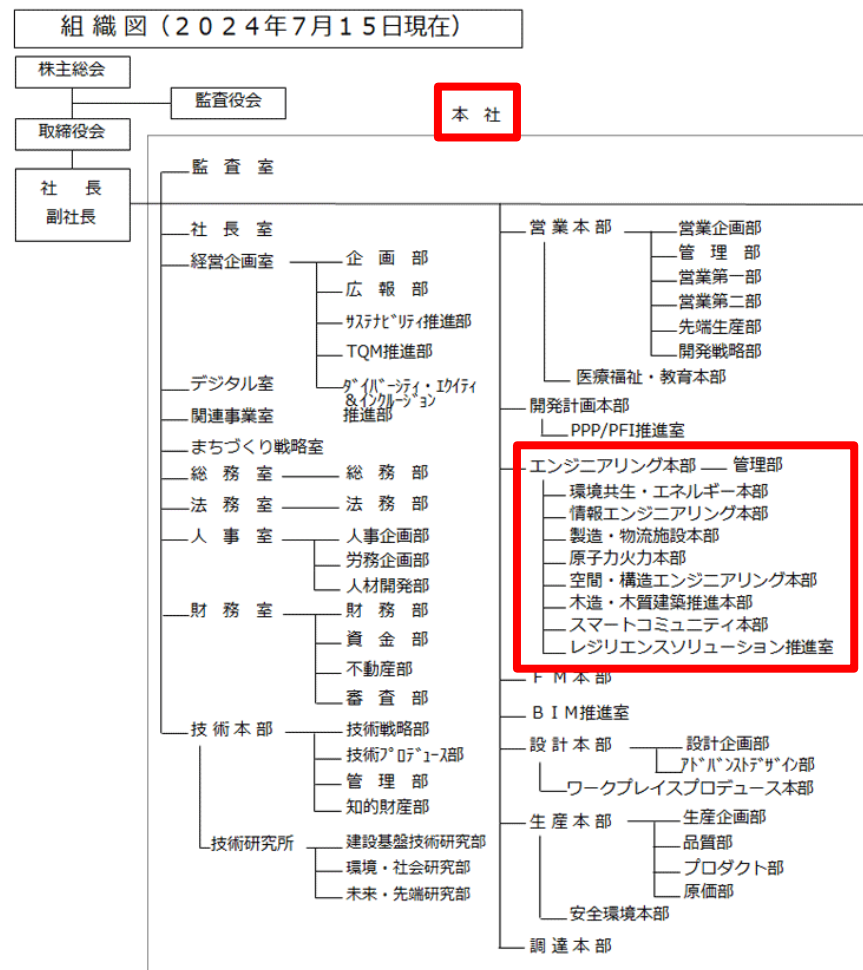 組織図（２０２４年７月１５日現在）
株主総会
監査役会
取締役会
社　長
副社長
本　社
監　査　室
社　長　室
経営企画室
企　画　部
広　報　部
ｻｽﾃﾅﾋﾞﾘﾃｨ推進部
TQM推進部
ﾀﾞｲﾊﾞｰｼﾃｨ・ｴｸｲﾃｨ
&ｲﾝｸﾙｰｼﾞｮﾝ
推進部
デジタル室
関連事業室
まちづくり戦略室
総　務　室
総　務　部
法　務　室
法　務　部
人　事　室
人事企画部
労務企画部
人材開発部
財　務　室
財　務　部
資　金　部
不動産部
審　査　部
技術本部
技術戦略部
技術ﾌﾟﾛﾃﾞｭｰｽ部
管　理　部
知的財産部
技術研究所
建設基盤技術研究部
環境・社会研究部
未来・先端研究部
営業本部
営業企画部
管　理　部
営業第一部
営業第二部
先端生産部
開発戦略部
医療福祉・教育本部
開発計画本部
PPP/PFI推進室
エンジニアリング本部
管理部
環境共生・エネルギー本部
情報エンジニアリング本部
製造・物流施設本部
原子力火力本部
空間・構造エンジニアリング本部
木造・木質建築推進本部
スマートコミュニティ本部
レジリエンスソリューション推進室
ＦＭ本部
ＢＩＭ推進室
設計本部
設計企画部
ｱﾄﾞﾊﾞﾝｽﾄﾃﾞｻﾞｲﾝ部
ワークプレイスプロデュース本部
生産本部
生産企画部
品質部
プロダクト部
原価部
安全環境本部
調達本部